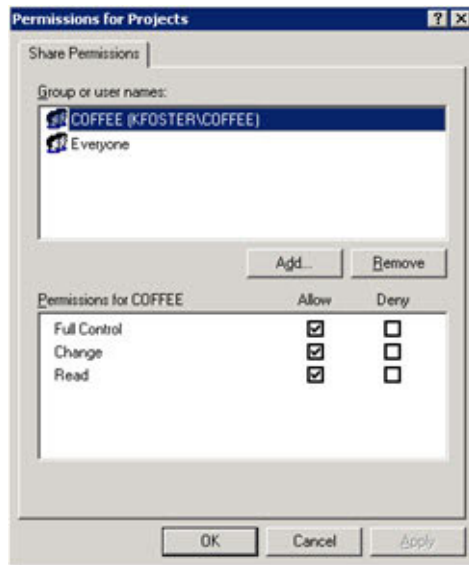 Permissions for Projects
Share Permissions
Group or user names:
COFFEE (KFOSTER\COFFEE)
Everyone
Add... Remove
Permissions for COFFEE Allow Deny
Full Control
Change
Read
OK Cancel Apply